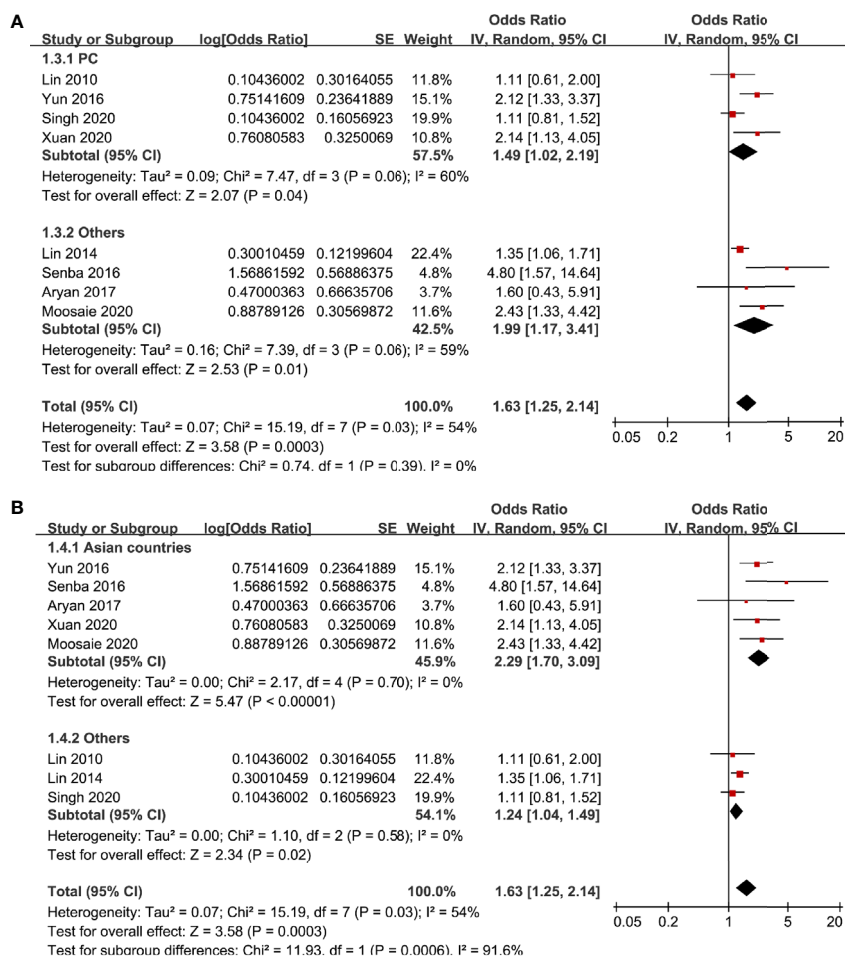 A
Odds Ratio Odds Ratio
Study or Subgroup log[Odds Ratio] SE Weight IV, Random, 95% CI IV, Random, 95% CI
1.3.1 PC
Lin 2010 0.10436002 0.30164055 11.8% 1.11 [0.61, 2.00]
Yun 2016 0.75141609 0.23641889 15.1% 2.12 [1.33, 3.37]
Singh 2020 0.10436002 0.16056923 19.9% 1.11 [0.81, 1.52]
Xuan 2020 0.76080583 0.3250069 10.8% 2.14 [1.13, 4.05]
Subtotal (95% CI) 57.5% 1.49 [1.02, 2.19]
Heterogeneity: Tau² = 0.09; Chi² = 7.47, df = 3 (P = 0.06); I² = 60%
Test for overall effect: Z = 2.07 (P = 0.04)
1.3.2 Others
Lin 2014 0.30010459 0.12199604 22.4% 1.35 [1.06, 1.71]
Senba 2016 1.56861592 0.56886375 4.8% 4.80 [1.57, 14.64]
Aryan 2017 0.47000363 0.66635706 3.7% 1.60 [0.43, 5.91]
Moosaie 2020 0.88789126 0.30569872 11.6% 2.43 [1.33, 4.42]
Subtotal (95% CI) 42.5% 1.99 [1.17, 3.41]
Heterogeneity: Tau² = 0.16; Chi² = 7.39, df = 3 (P = 0.06); I² = 59%
Test for overall effect: Z = 2.53 (P = 0.01)
Total (95% CI) 100.0% 1.63 [1.25, 2.14]
Heterogeneity: Tau² = 0.07; Chi² = 15.19, df = 7 (P = 0.03); I² = 54%
Test for overall effect: Z = 3.58 (P = 0.0003)
Test for subgroup differences: Chi² = 0.74, df = 1 (P = 0.39), I² = 0%
0.05 0.2 1 5 20
B
Odds Ratio Odds Ratio
Study or Subgroup log[Odds Ratio] SE Weight IV, Random, 95% CI IV, Random, 95% CI
1.4.1 Asian countries
Yun 2016 0.75141609 0.23641889 15.1% 2.12 [1.33, 3.37]
Senba 2016 1.56861592 0.56886375 4.8% 4.80 [1.57, 14.64]
Aryan 2017 0.47000363 0.66635706 3.7% 1.60 [0.43, 5.91]
Xuan 2020 0.76080583 0.3250069 10.8% 2.14 [1.13, 4.05]
Moosaie 2020 0.88789126 0.30569872 11.6% 2.43 [1.33, 4.42]
Subtotal (95% CI) 45.9% 2.29 [1.70, 3.09]
Heterogeneity: Tau² = 0.00; Chi² = 2.17, df = 4 (P = 0.70); I² = 0%
Test for overall effect: Z = 5.47 (P < 0.00001)
1.4.2 Others
Lin 2010 0.10436002 0.30164055 11.8% 1.11 [0.61, 2.00]
Lin 2014 0.30010459 0.12199604 22.4% 1.35 [1.06, 1.71]
Singh 2020 0.10436002 0.16056923 19.9% 1.11 [0.81, 1.52]
Subtotal (95% CI) 54.1% 1.24 [1.04, 1.49]
Heterogeneity: Tau² = 0.00; Chi² = 1.10, df = 2 (P = 0.58); I² = 0%
Test for overall effect: Z = 2.34 (P = 0.02)
Total (95% CI) 100.0% 1.63 [1.25, 2.14]
Heterogeneity: Tau² = 0.07; Chi² = 15.19, df = 7 (P = 0.03); I² = 54%
Test for overall effect: Z = 3.58 (P = 0.0003)
Test for subgroup differences: Chi² = 11.93, df = 1 (P = 0.0006), I² = 91.6%
0.05 0.2 1 5 20